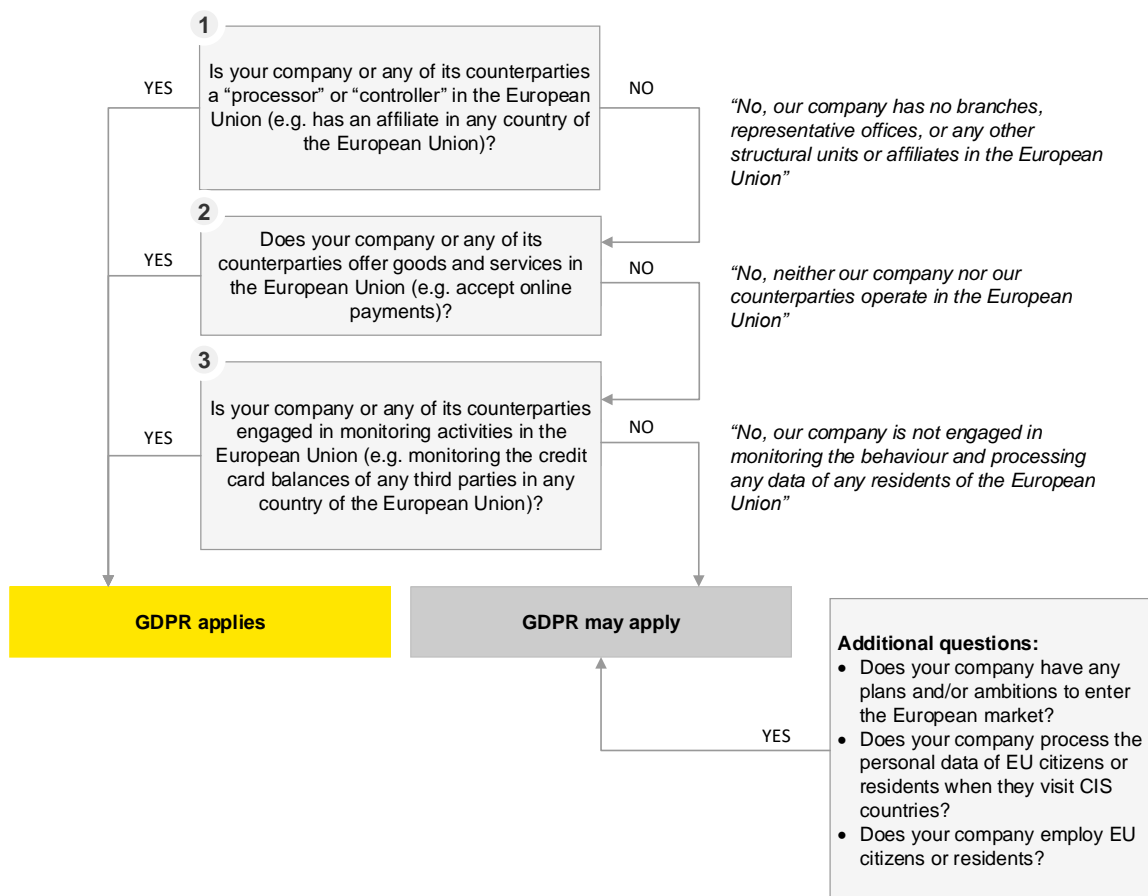 1
Is your company or any of its counterparties
a “processor” or “controller” in the European
Union (e.g. has an affiliate in any country of
the European Union)?
YES
NO
“No, our company has no branches,
representative offices, or any other
structural units or affiliates in the European
Union”
2
Does your company or any of its
counterparties offer goods and services in
the European Union (e.g. accept online
payments)?
YES
NO
“No, neither our company nor our
counterparties operate in the European
Union”
3
Is your company or any of its counterparties
engaged in monitoring activities in the
European Union (e.g. monitoring the credit
card balances of any third parties in any
country of the European Union)?
YES
NO
“No, our company is not engaged in
monitoring the behaviour and processing
any data of any residents of the European
Union”
GDPR applies
GDPR may apply
YES
Additional questions:
• Does your company have any
plans and/or ambitions to enter
the European market?
• Does your company process the
personal data of EU citizens or
residents when they visit CIS
countries?
• Does your company employ EU
citizens or residents?